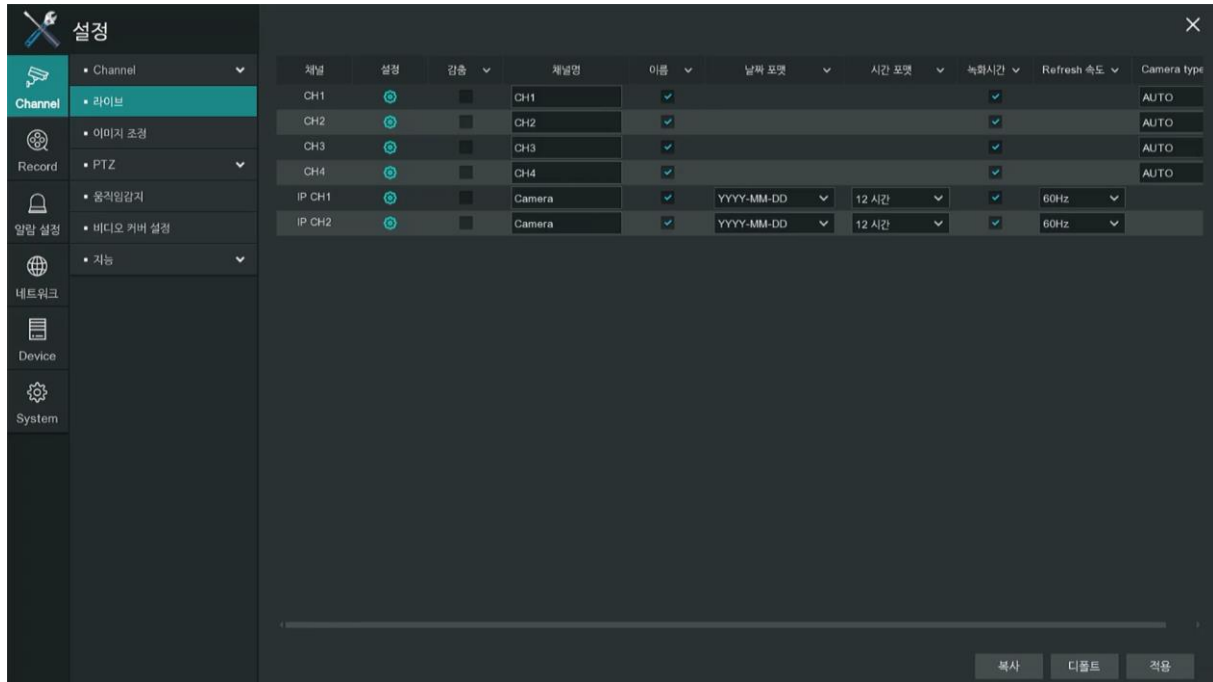 설정
Channel
Record
알람 설정
네트워크
Device
System
Channel
라이브
이미지 조정
PTZ
움직임감지
비디오 커버 설정
지능
채널 설정 감춤 채널명 이름 날짜 포맷 시간 포맷 녹화시간 Refresh 속도 Camera type
CH1 CH1 AUTO
CH2 CH2 AUTO
CH3 CH3 AUTO
CH4 CH4 AUTO
IP CH1 Camera YYYY-MM-DD 12 시간 60Hz
IP CH2 Camera YYYY-MM-DD 12 시간 60Hz
복사 디폴트 적용